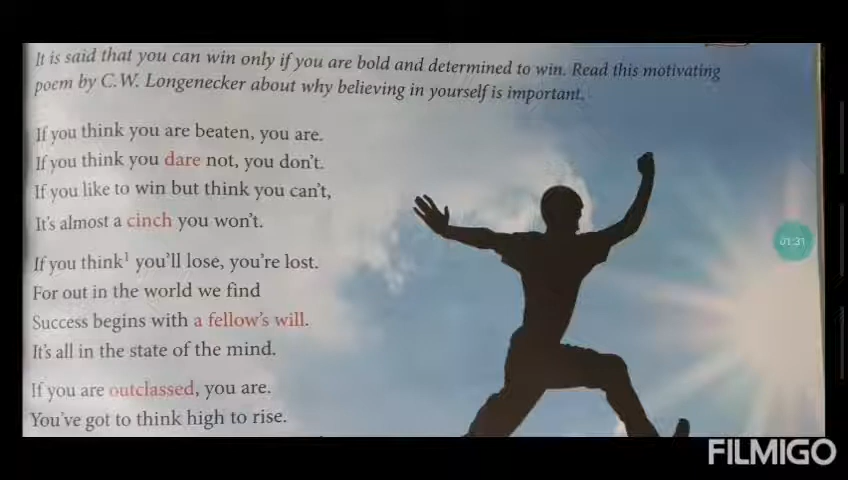 It is said that you can win only if you are bold and determined to win. Read this motivating
poem by C.W. Longenecker about why believing in yourself is important.
If you think you are beaten, you are.
If you think you dare not, you don't.
If you like to win but think you can't,
It's almost a cinch you won't.
If you think¹ you'll lose, you're lost.
For out in the world we find
Success begins with a fellow's will.
It's all in the state of the mind.
If you are outclassed, you are.
You've got to think high to rise.
01:31
FILMIGO